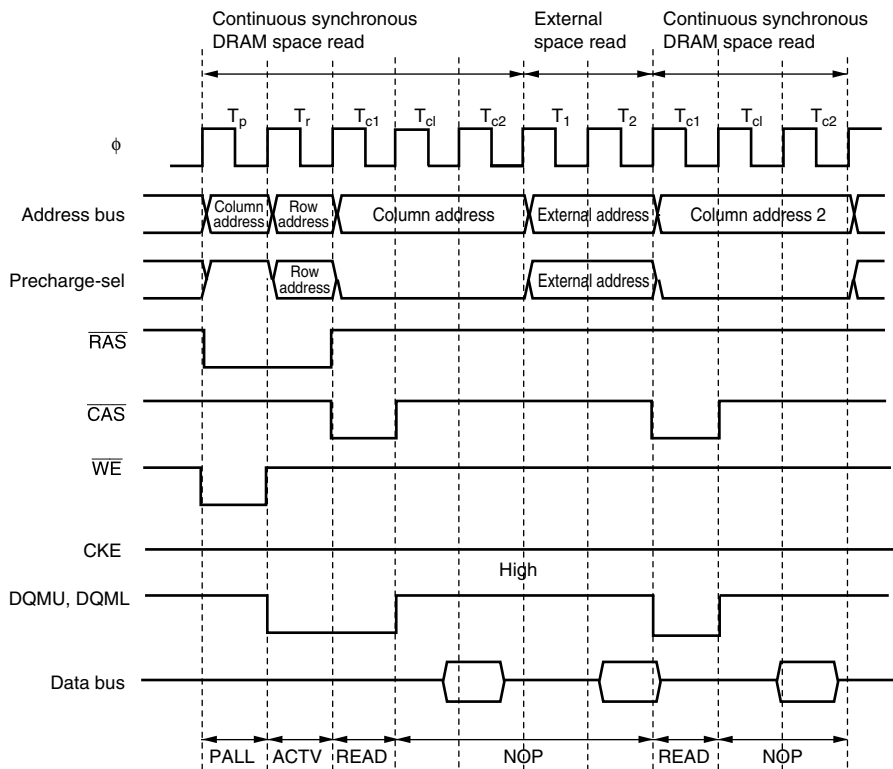 Continuous synchronous
DRAM space read
External
space read
Continuous synchronous
DRAM space read
Tp Tr Tc1 Tcl Tc2 T1 T2 Tc1 Tcl Tc2
ϕ
Address bus
Column
address
Row
address
Column address
External address
Column address 2
Precharge-sel
Row
address
External address
RAS
CAS
WE
CKE
High
DQMU, DQML
Data bus
PALL ACTV READ NOP READ NOP